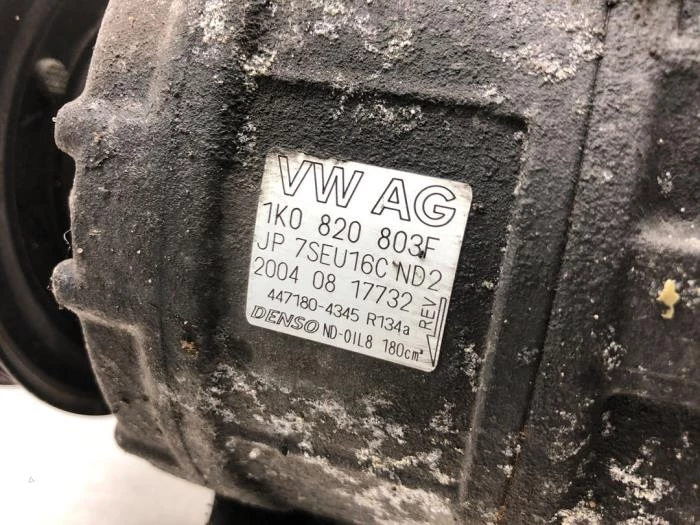 VW AG
1K0 820 803F
JP 7SEU16C ND2
2004 08 17732
447180-4345 R134a
REV
DENSO ND-OIL8 180cm³